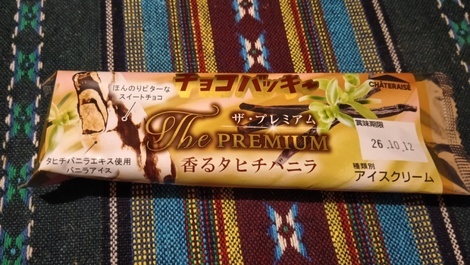 チョコバッキー
CHATERAISE
ほんのりビターな
スイートチョコ
ザ・プレミアム
The PREMIUM
香るタヒチバニラ
タヒチバニラエキス使用
バニラアイス
賞味期限
26.10.12
種類別
アイスクリーム